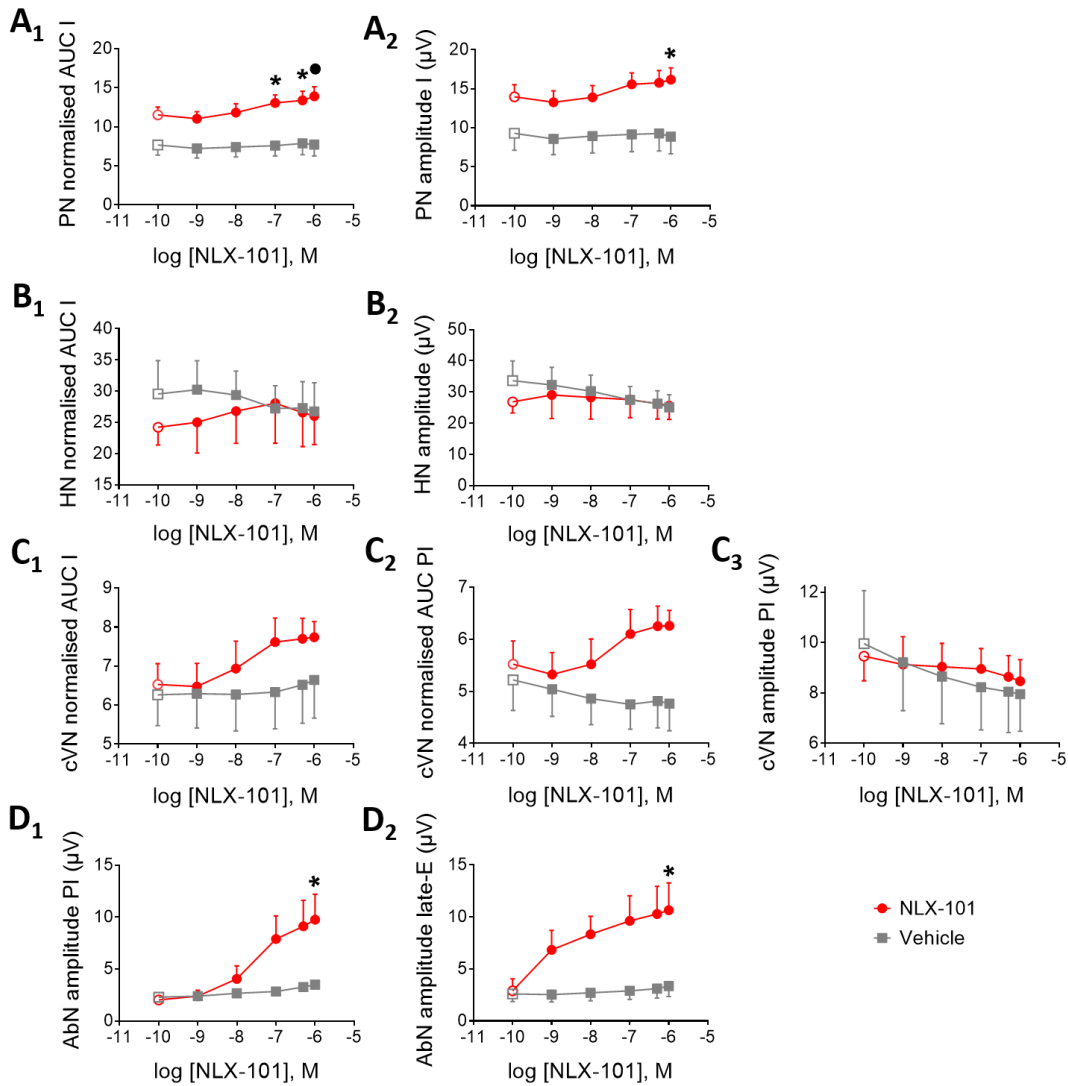 A1
PN normalised AUC I
20
15
10
5
0
* * ●
-11 -10 -9 -8 -7 -6 -5
log [NLX-101], M
A2
PN amplitude I (µV)
20
15
10
5
0
*
-11 -10 -9 -8 -7 -6 -5
log [NLX-101], M
B1
HN normalised AUC I
40
35
30
25
20
15
-11 -10 -9 -8 -7 -6 -5
log [NLX-101], M
B2
HN amplitude (µV)
50
40
30
20
10
0
-11 -10 -9 -8 -7 -6 -5
log [NLX-101], M
C1
cVN normalised AUC I
9
8
7
6
5
-11 -10 -9 -8 -7 -6 -5
log [NLX-101], M
C2
cVN normalised AUC PI
7
6
5
4
-11 -10 -9 -8 -7 -6 -5
log [NLX-101], M
C3
cVN amplitude PI (µV)
12
10
8
6
-11 -10 -9 -8 -7 -6 -5
log [NLX-101], M
D1
AbN amplitude PI (µV)
15
10
5
0
*
-11 -10 -9 -8 -7 -6 -5
log [NLX-101], M
D2
AbN amplitude late-E (µV)
15
10
5
0
*
-11 -10 -9 -8 -7 -6 -5
log [NLX-101], M
NLX-101
Vehicle